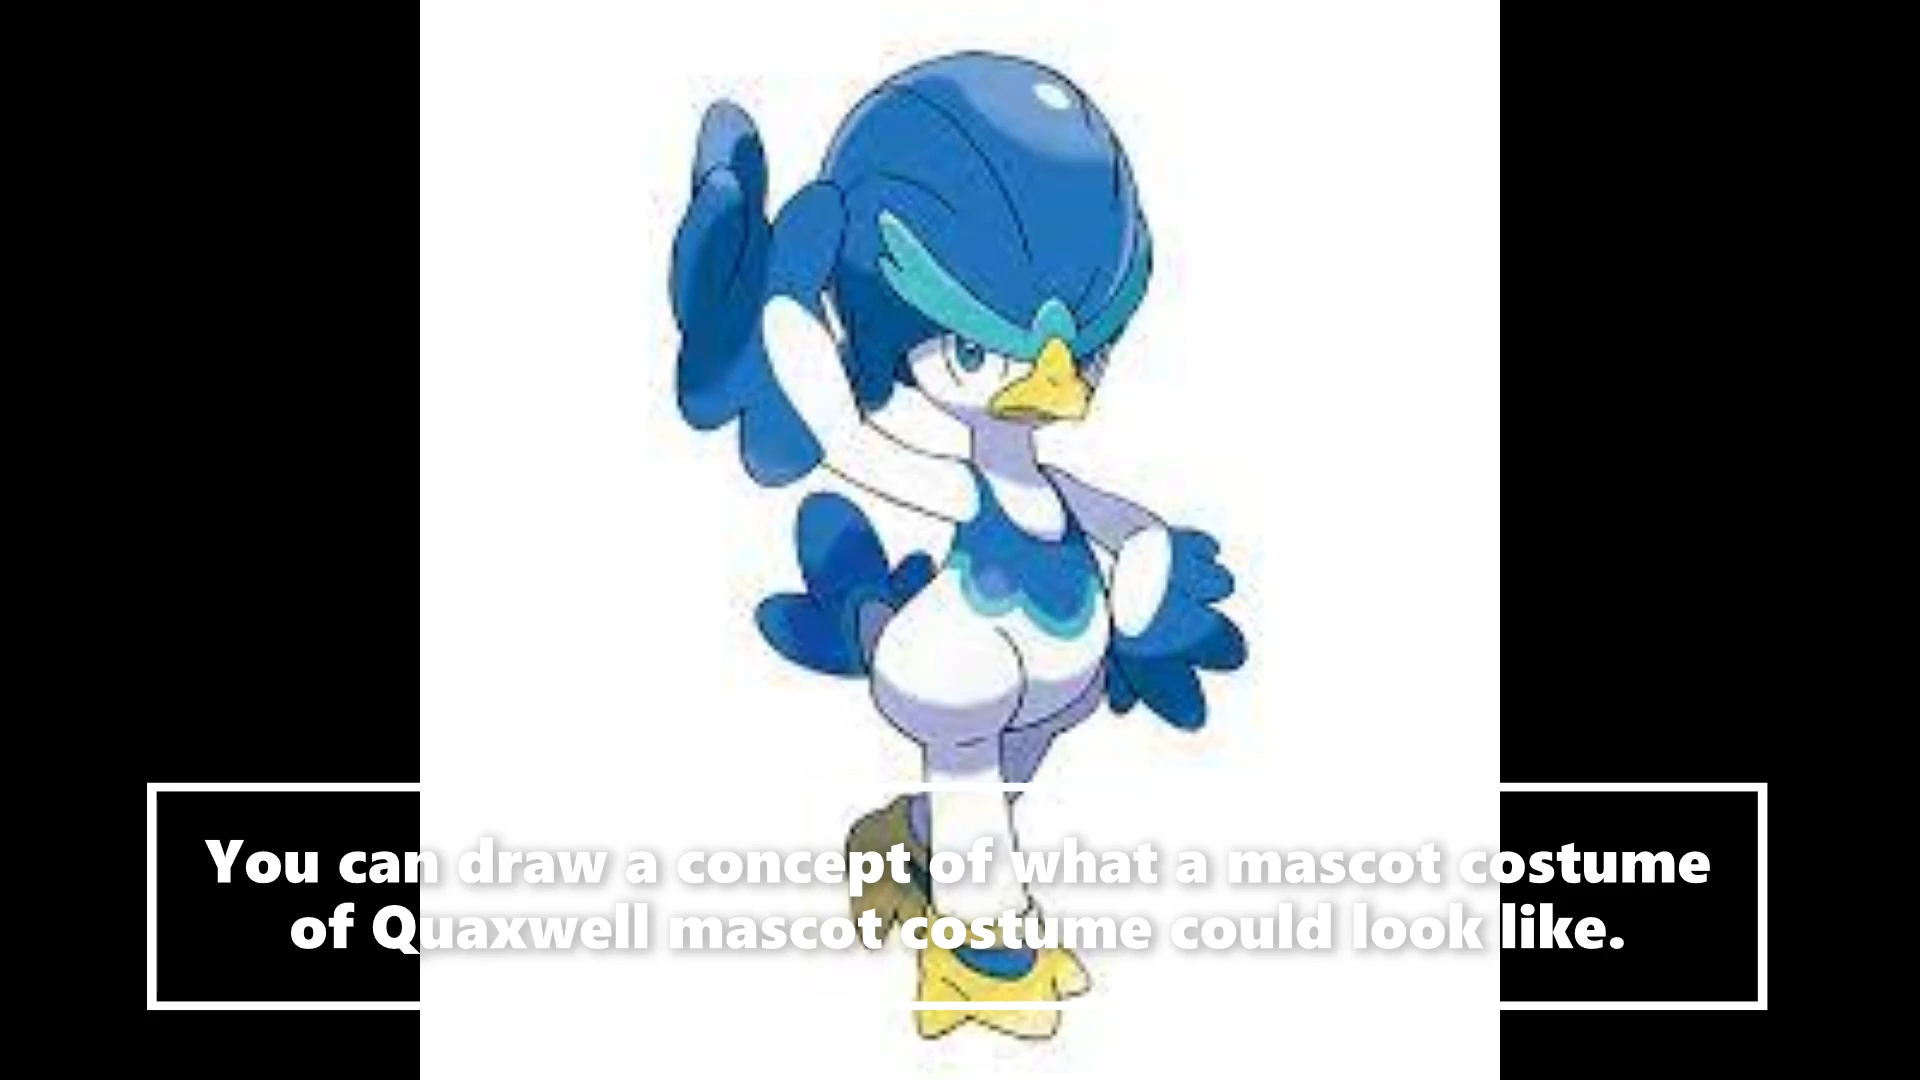 You can draw a concept of what a mascot costume
of Quaxwell mascot costume could look like.